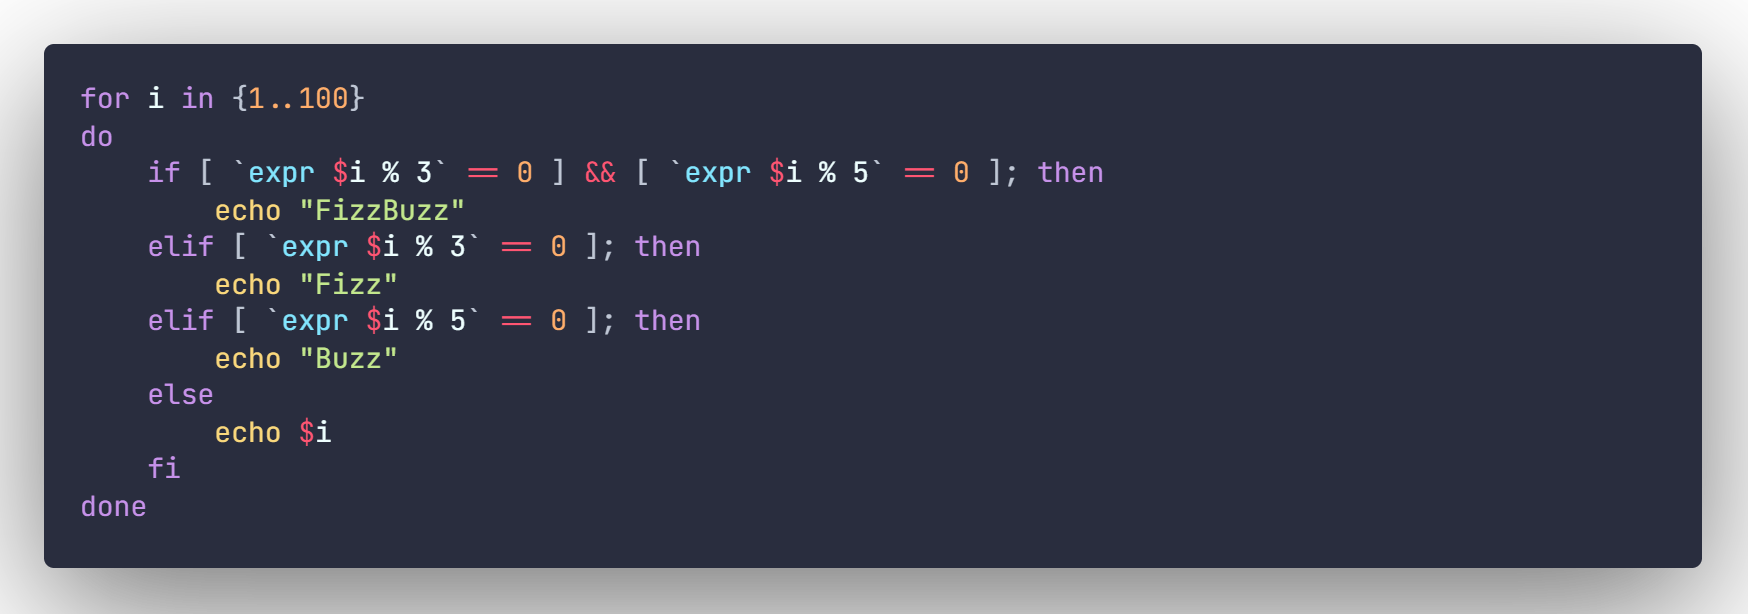 for i in {1..100}
do
    if [ `expr $i % 3` == 0 ] && [ `expr $i % 5` == 0 ]; then
        echo "FizzBuzz"
    elif [ `expr $i % 3` == 0 ]; then
        echo "Fizz"
    elif [ `expr $i % 5` == 0 ]; then
        echo "Buzz"
    else
        echo $i
    fi
done